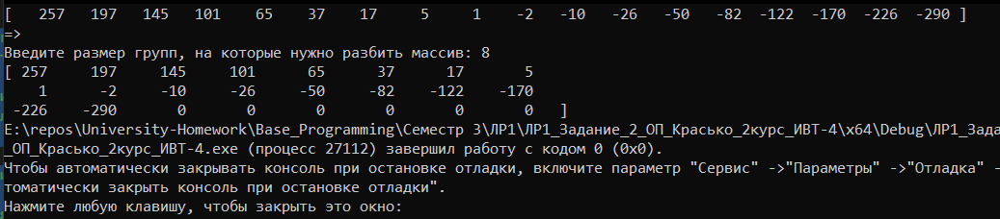 [   257   197   145   101    65    37    17     5     1    -2   -10   -26   -50   -82  -122  -170  -226  -290 ]
=>
Введите размер групп, на которые нужно разбить массив: 8
[ 257    197    145    101     65     37     17      5
    1     -2    -10    -26    -50    -82   -122   -170
 -226   -290      0      0      0      0      0      0   ]
E:\repos\University-Homework\Base_Programming\Семестр 3\ЛР1\ЛР1_Задание_2_ОП_Красько_2курс_ИВТ-4\x64\Debug\ЛР1_Зада
_ОП_Красько_2курс_ИВТ-4.exe (процесс 27112) завершил работу с кодом 0 (0x0).
Чтобы автоматически закрывать консоль при остановке отладки, включите параметр "Сервис" ->"Параметры" ->"Отладка" -
томатически закрыть консоль при остановке отладки".
Нажмите любую клавишу, чтобы закрыть это окно: